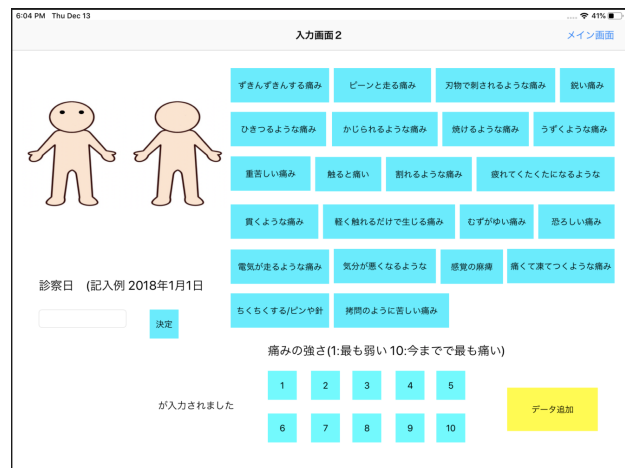 6:04 PM Thu Dec 13
.... 41%
入力画面２
メイン画面
ずきんずきんする痛み
ビーンと走る痛み
刃物で刺されるような痛み
鋭い痛み
ひきつるような痛み
かじられるような痛み
焼けるような痛み
うずくような痛み
重苦しい痛み
触ると痛い
割れるような痛み
疲れてくたくたになるような
貫くような痛み
軽く触れるだけで生じる痛み
むずがゆい痛み
恐ろしい痛み
電気が走るような痛み
気分が悪くなるような
感覚の麻痺
痛くて凍てつくような痛み
ちくちくする/ピンや針
拷問のように苦しい痛み
診察日 (記入例 2018年1月1日
決定
痛みの強さ(1:最も弱い 10:今までで最も痛い)
1 2 3 4 5
が入力されました
6 7 8 9 10
データ追加